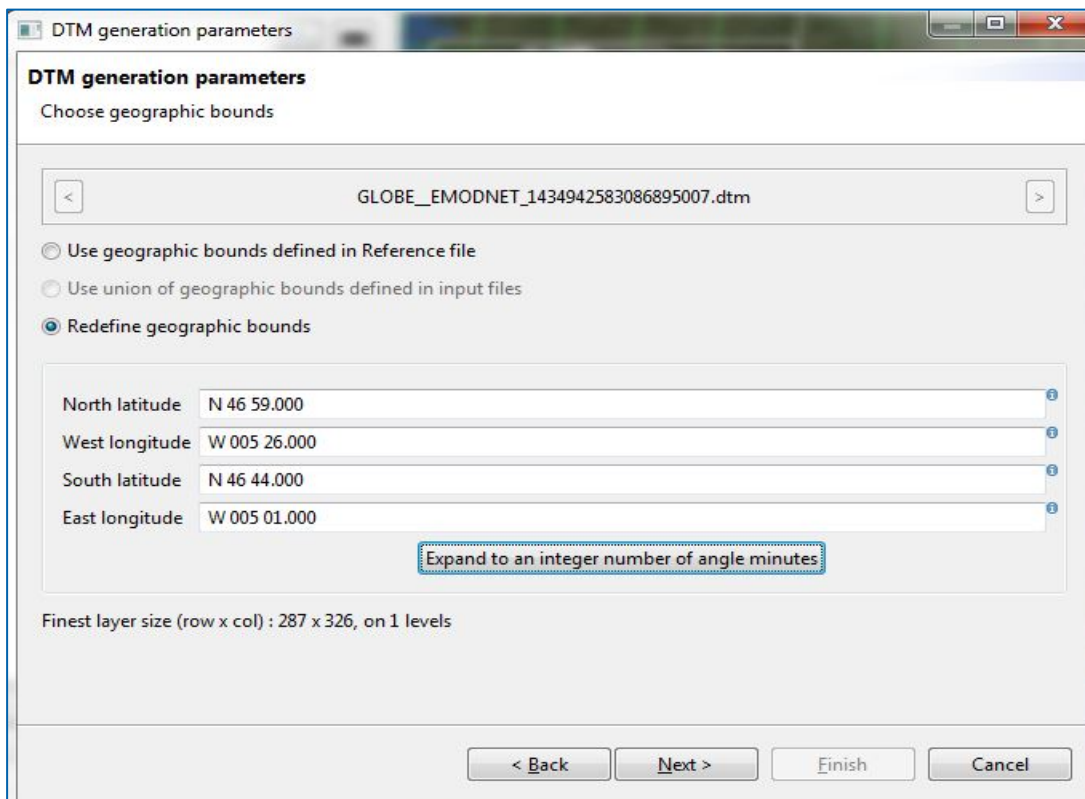 DTM generation parameters
DTM generation parameters
Choose geographic bounds
< GLOBE__EMODNET_1434942583086895007.dtm >
Use geographic bounds defined in Reference file
Use union of geographic bounds defined in input files
Redefine geographic bounds
North latitude N 46 59.000
West longitude W 005 26.000
South latitude N 46 44.000
East longitude W 005 01.000
Expand to an integer number of angle minutes
Finest layer size (row x col) : 287 x 326, on 1 levels
< Back Next > Finish Cancel